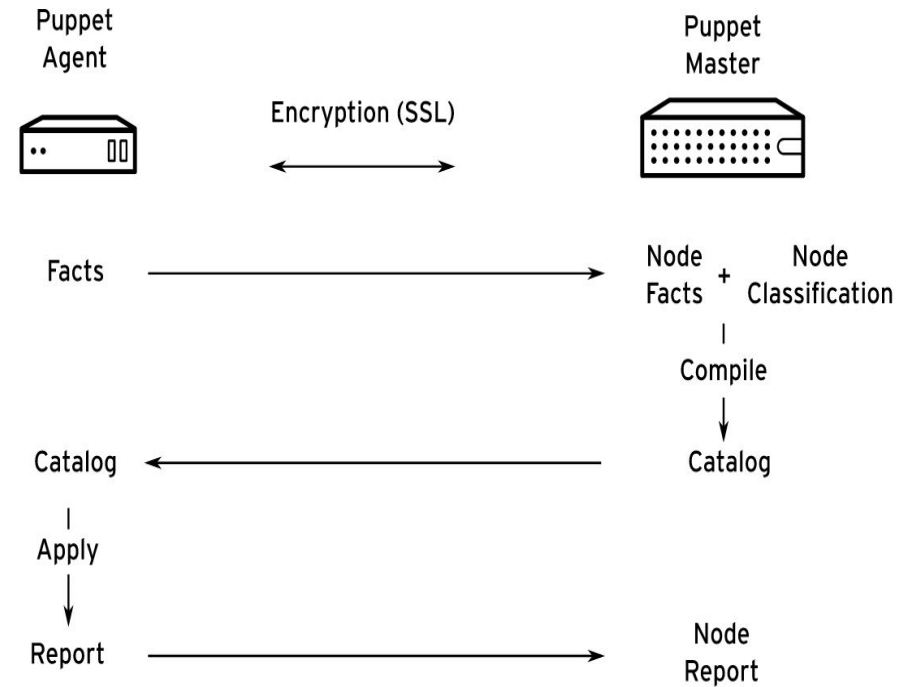 Puppet
Agent
Puppet
Master
Encryption (SSL)
Facts
Node
Facts
+
Node
Classification
Compile
Catalog
Catalog
Apply
Report
Node
Report